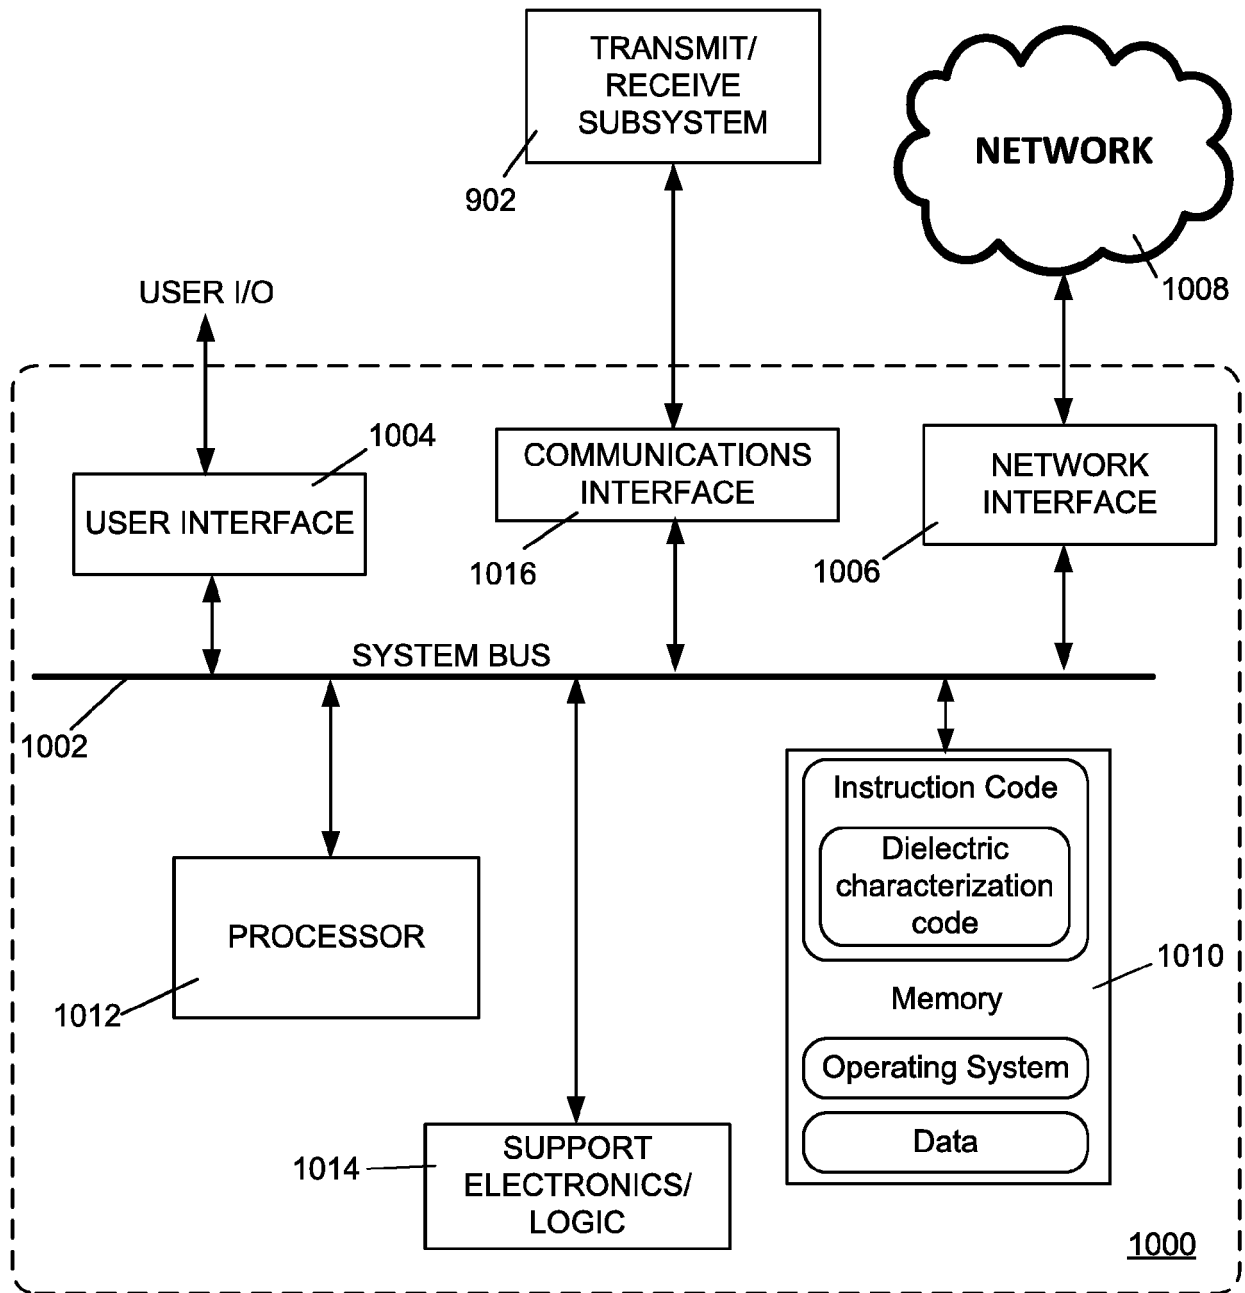 TRANSMIT/
RECEIVE
SUBSYSTEM
902
NETWORK
1008
USER I/O
1004
USER INTERFACE
COMMUNICATIONS
INTERFACE
1016
NETWORK
INTERFACE
1006
SYSTEM BUS
1002
PROCESSOR
1012
Instruction Code
Dielectric
characterization
code
Memory
1010
Operating System
Data
SUPPORT
ELECTRONICS/
LOGIC
1014
1000